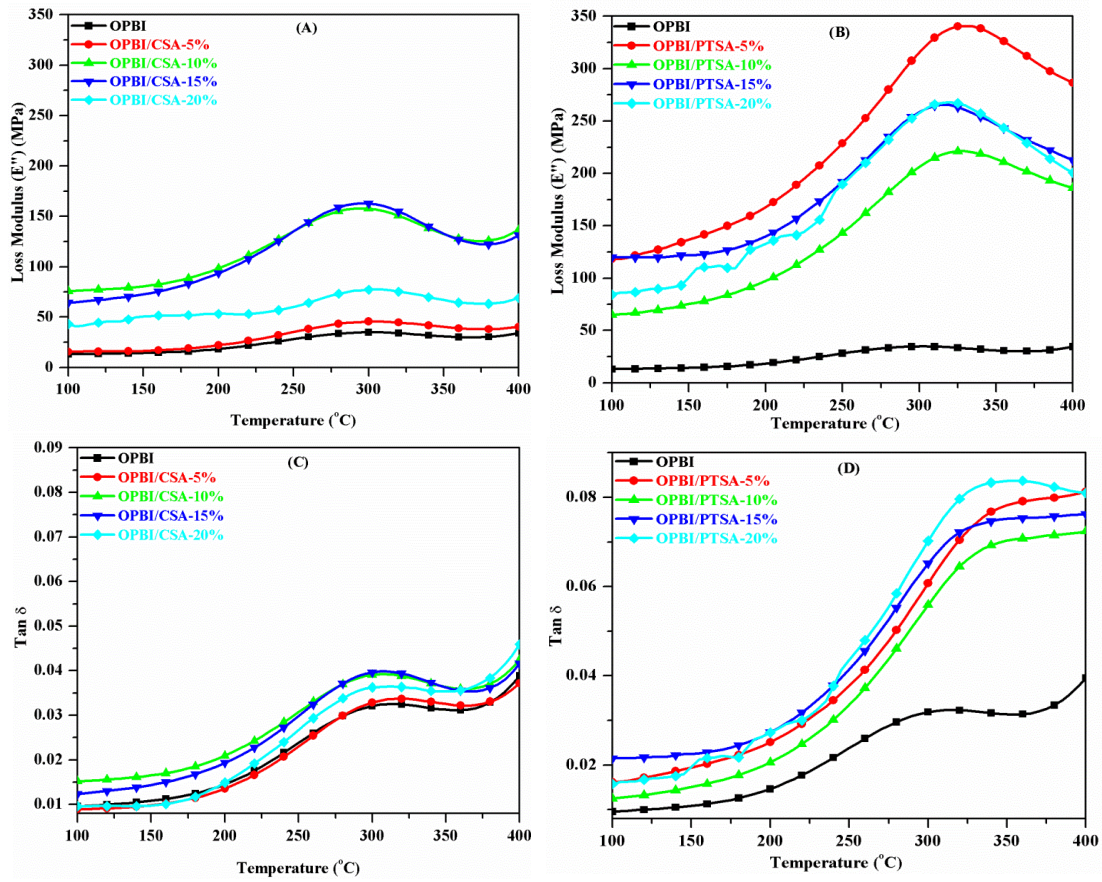 (A)
OPBI
OPBI/CSA-5%
OPBI/CSA-10%
OPBI/CSA-15%
OPBI/CSA-20%
Loss Modulus (E'') (MPa)
350
300
250
200
150
100
50
0
100 150 200 250 300 350 400
Temperature (°C)
(B)
OPBI
OPBI/PTSA-5%
OPBI/PTSA-10%
OPBI/PTSA-15%
OPBI/PTSA-20%
Loss Modulus (E'') (MPa)
350
300
250
200
150
100
50
0
100 150 200 250 300 350 400
Temperature (°C)
(C)
OPBI
OPBI/CSA-5%
OPBI/CSA-10%
OPBI/CSA-15%
OPBI/CSA-20%
Tan δ
0.09
0.08
0.07
0.06
0.05
0.04
0.03
0.02
0.01
100 150 200 250 300 350 400
Temperature (°C)
(D)
OPBI
OPBI/PTSA-5%
OPBI/PTSA-10%
OPBI/PTSA-15%
OPBI/PTSA-20%
Tan δ
0.08
0.06
0.04
0.02
100 150 200 250 300 350 400
Temperature (°C)